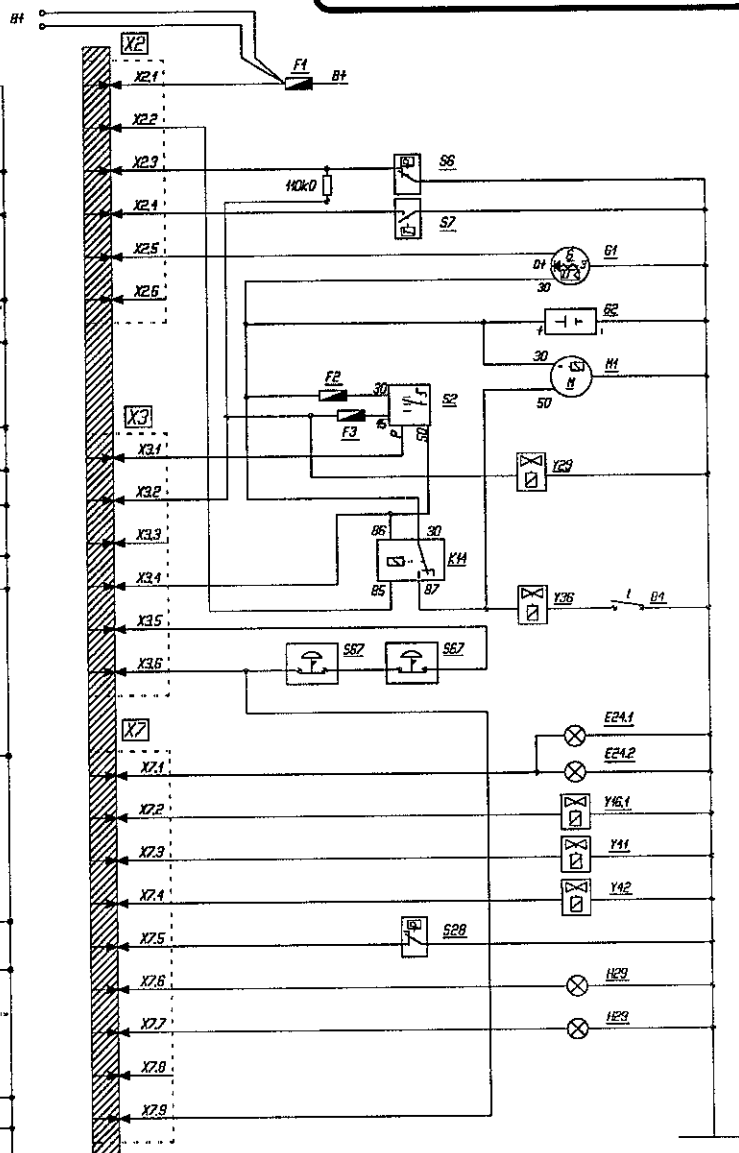 B+
X2
X2.1
F1
B+
X2.2
X2.3
S6
110kΩ
X2.4
S7
X2.5
G1
D+
G
3
30
X2.6
G2
+
-
30
M1
M
50
F2
30
S2
F3
15
X3
P
50
X3.1
Y29
X3.2
X3.3
86
30
K14
X3.4
85
87
Y36
X3.5
S67
S67
X3.6
X7
E24.1
E24.2
X7.1
Y16.1
X7.2
Y41
X7.3
Y42
X7.4
P
S28
X7.5
H29
X7.6
H29
X7.7
X7.8
X7.9